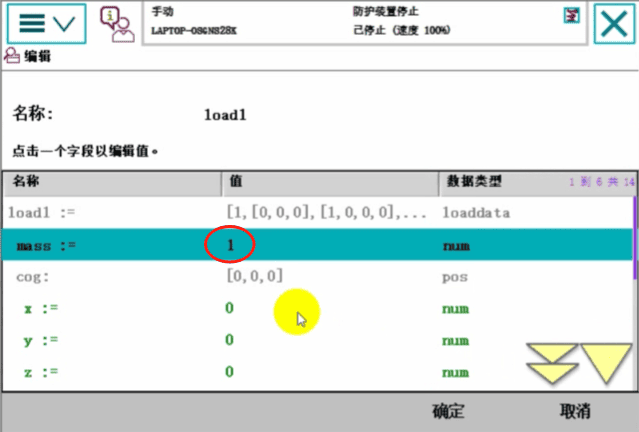 手动 防护装置停止
LAPTOP-OSGNS28K 己停止 (速度 100%)
编辑
名称: load1
点击一个字段以编辑值。
名称 值 数据类型 1 到 6 共 14
load1 := [1,[0,0,0],[1,0,0,0],... loaddata
mass := 1 num
cog: [0,0,0] pos
x := 0 num
y := 0 num
z := 0 num
确定 取消